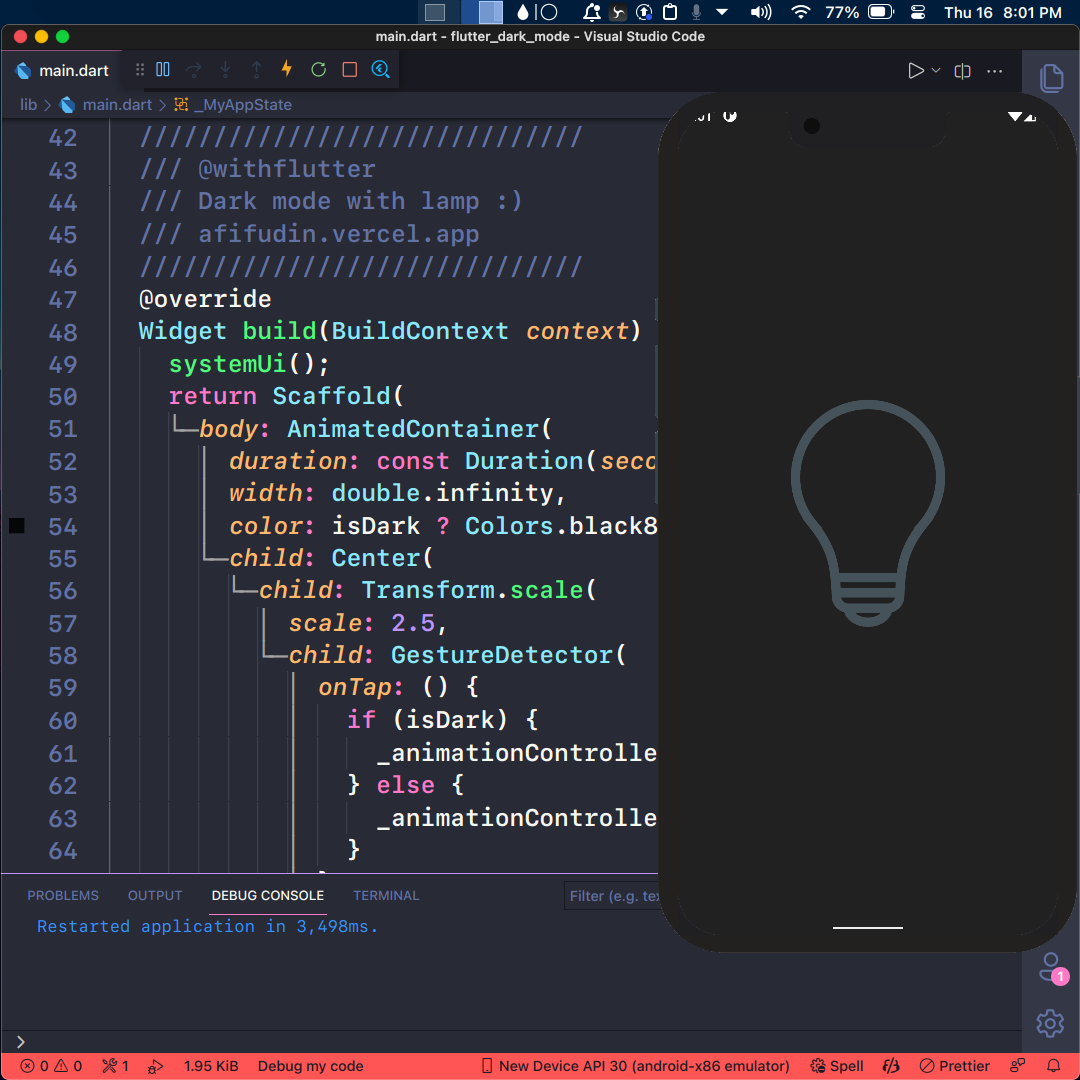 77%
Thu 16 8:01 PM
main.dart - flutter_dark_mode - Visual Studio Code
main.dart
lib > main.dart > _MyAppState
42 //////////////////////////////
43 /// @withflutter
44 /// Dark mode with lamp :)
45 /// afifudin.vercel.app
46 //////////////////////////////
47 @override
48 Widget build(BuildContext context)
49 systemUi();
50 return Scaffold(
51 body: AnimatedContainer(
52 duration: const Duration(seco
53 width: double.infinity,
54 color: isDark ? Colors.black8
55 child: Center(
56 child: Transform.scale(
57 scale: 2.5,
58 child: GestureDetector(
59 onTap: () {
60 if (isDark) {
61 _animationControlle
62 } else {
63 _animationControlle
64 }
PROBLEMS OUTPUT DEBUG CONSOLE TERMINAL
Filter (e.g. te
Restarted application in 3,498ms.
1
>
0 0 1 1.95 KiB Debug my code New Device API 30 (android-x86 emulator) Spell Prettier